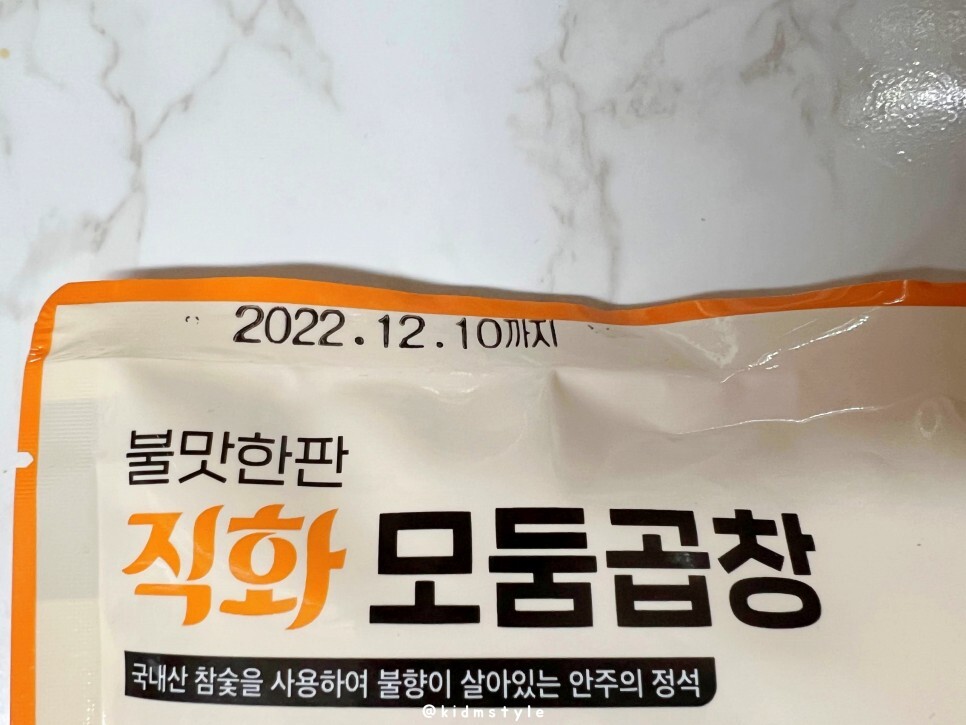 2022.12.10까지
불맛한판
직화 모둠곱창
국내산 참숯을 사용하여 불향이 살아있는 안주의 정석
@kidmstyle